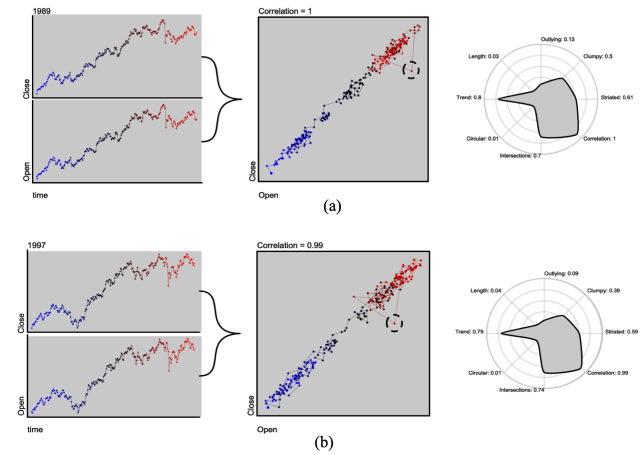 1989
Close
Open
time
Correlation = 1
Close
Open
Outlying: 0.13
Length: 0.03
Clumpy: 0.5
Trend: 0.8
Striated: 0.61
Circular: 0.01
Correlation: 1
Intersections: 0.7
(a)
1997
Close
Open
time
Correlation = 0.99
Close
Open
Outlying: 0.09
Length: 0.04
Clumpy: 0.39
Trend: 0.79
Striated: 0.59
Circular: 0.01
Correlation: 0.99
Intersections: 0.74
(b)